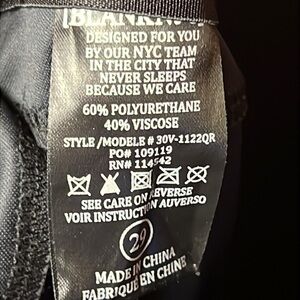 [BLANKNYC]
DESIGNED FOR YOU
BY OUR NYC TEAM
IN THE CITY THAT
NEVER SLEEPS
BECAUSE WE CARE
60% POLYURETHANE
40% VISCOSE
STYLE/MODELE # 30V-1122QR
PO# 109119
RN# 114542
SEE CARE ON REVERSE
VOIR INSTRUCTION AUVERSO
29
MADE IN CHINA
FABRIQUE EN CHINE